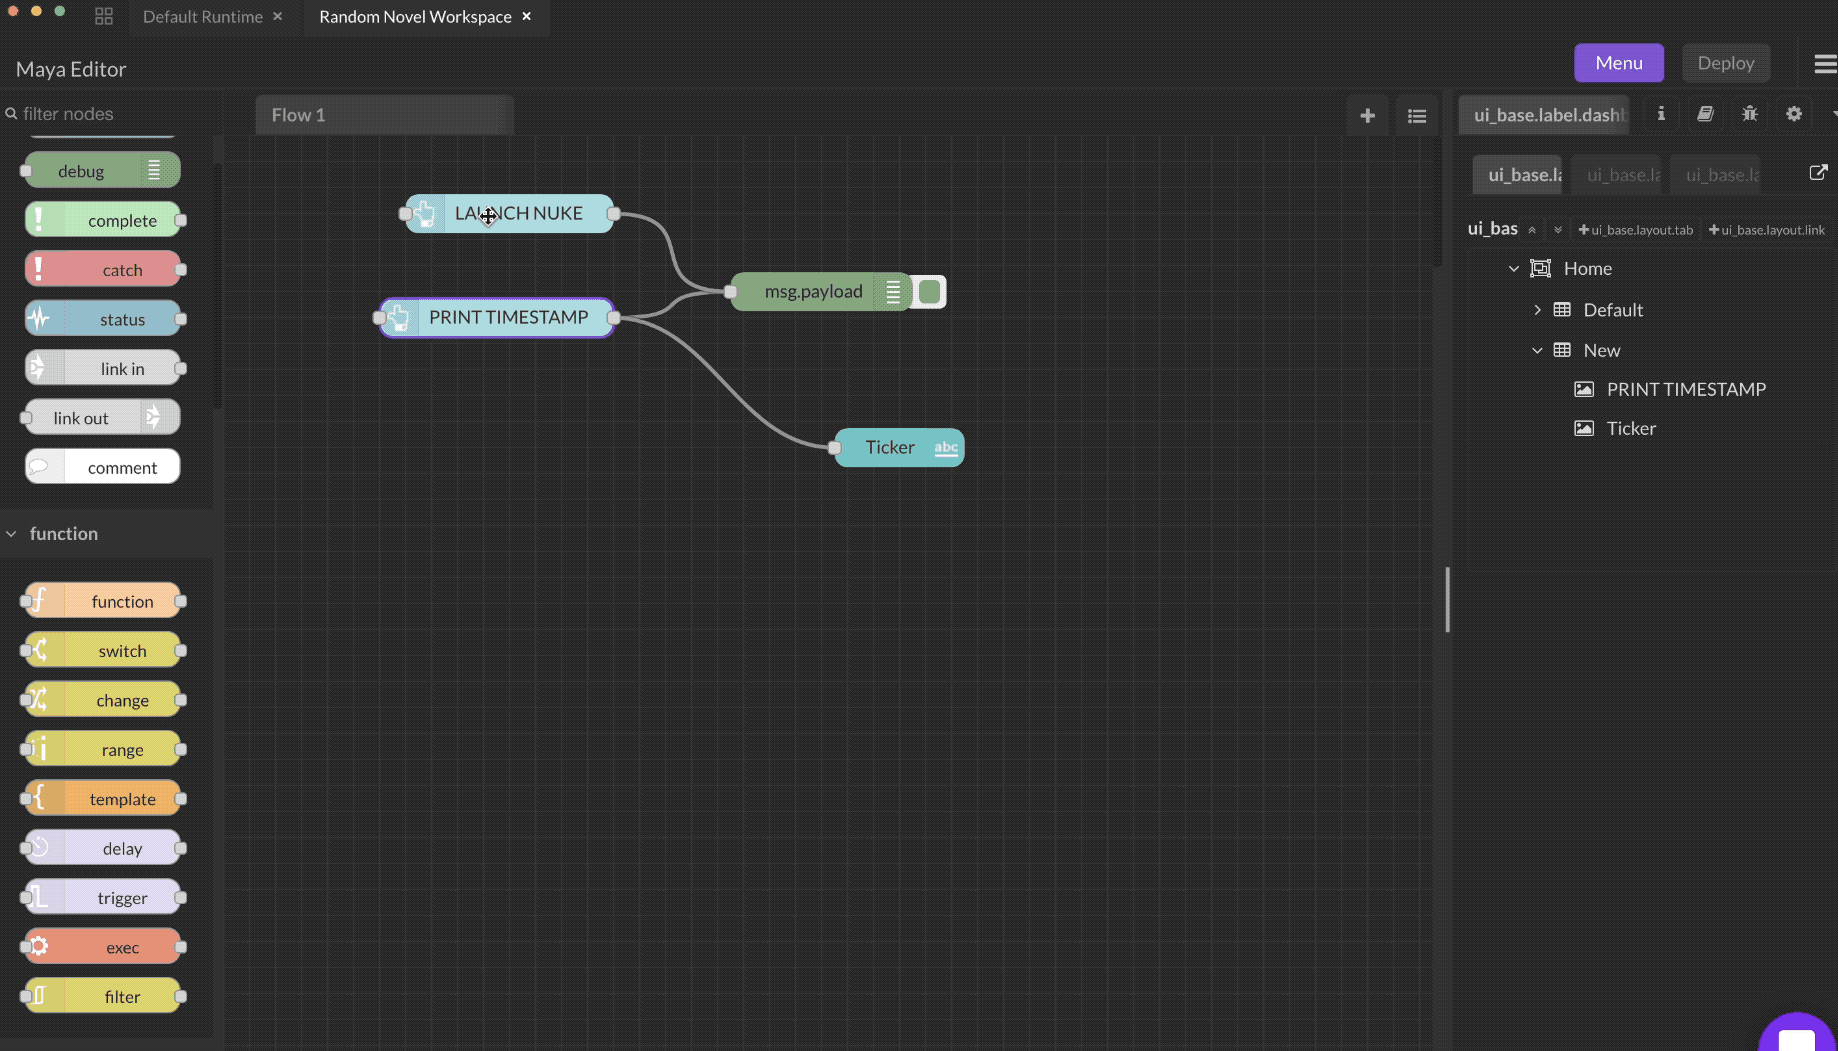 Default Runtime ×
Random Novel Workspace ×
Maya Editor
Menu
Deploy
filter nodes
Flow 1
ui_base.label.dash
ui_base.la
ui_base.la
ui_base.la
debug
complete
catch
status
link in
link out
comment
function
function
switch
change
range
template
delay
trigger
exec
filter
LAUNCH NUKE
PRINT TIMESTAMP
msg.payload
Ticker abc
ui_bas
+ ui_base.layout.tab
+ ui_base.layout.link
Home
Default
New
PRINT TIMESTAMP
Ticker